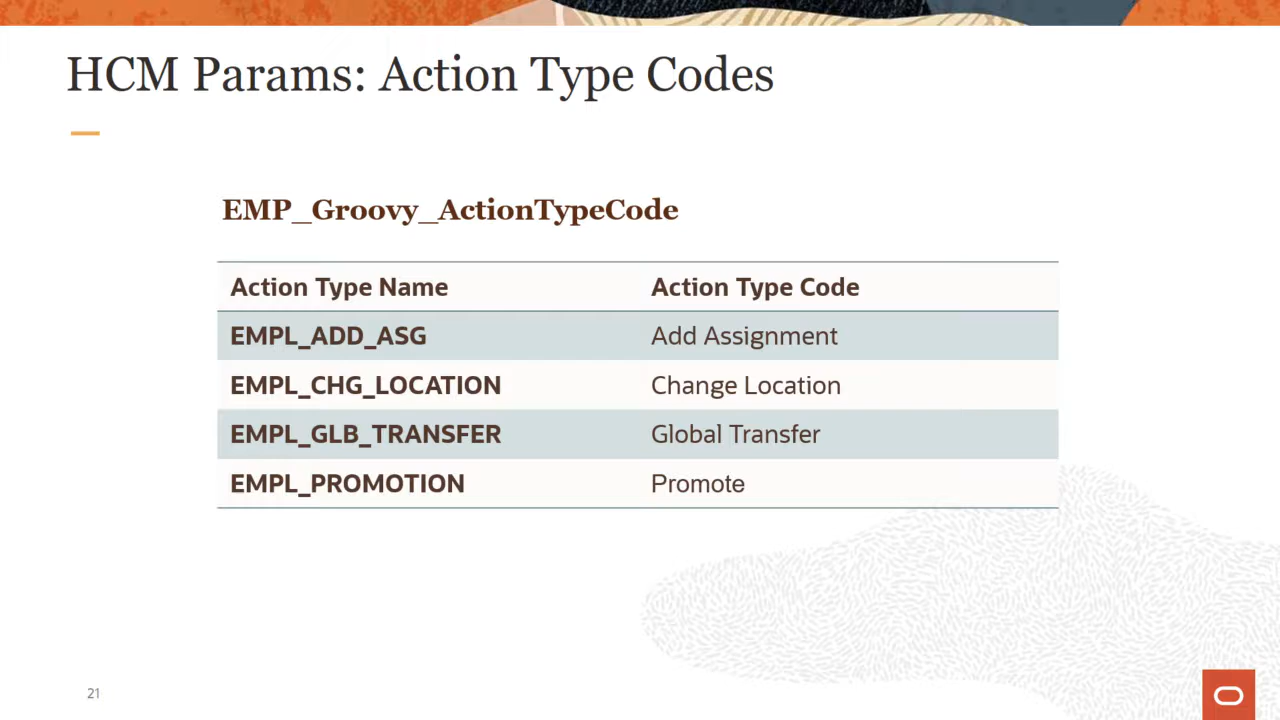 HCM Params: Action Type Codes
EMP_Groovy_ActionTypeCode
Action Type Name Action Type Code
EMPL_ADD_ASG Add Assignment
EMPL_CHG_LOCATION Change Location
EMPL_GLB_TRANSFER Global Transfer
EMPL_PROMOTION Promote
21